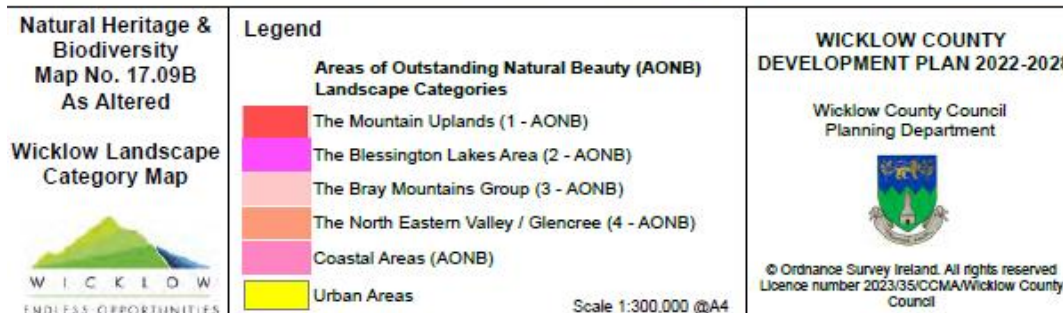 Natural Heritage &
Biodiversity
Map No. 17.09B
As Altered
Wicklow Landscape
Category Map
WICKLOW
ENDLESS OPPORTUNITIES
Legend
Areas of Outstanding Natural Beauty (AONB)
Landscape Categories
The Mountain Uplands (1 - AONB)
The Blessington Lakes Area (2 - AONB)
The Bray Mountains Group (3 - AONB)
The North Eastern Valley / Glencree (4 - AONB)
Coastal Areas (AONB)
Urban Areas
Scale 1:300,000 @A4
WICKLOW COUNTY
DEVELOPMENT PLAN 2022-2028
Wicklow County Council
Planning Department
© Ordnance Survey Ireland. All rights reserved
Licence number 2023/35/CCMA/Wicklow County
Council